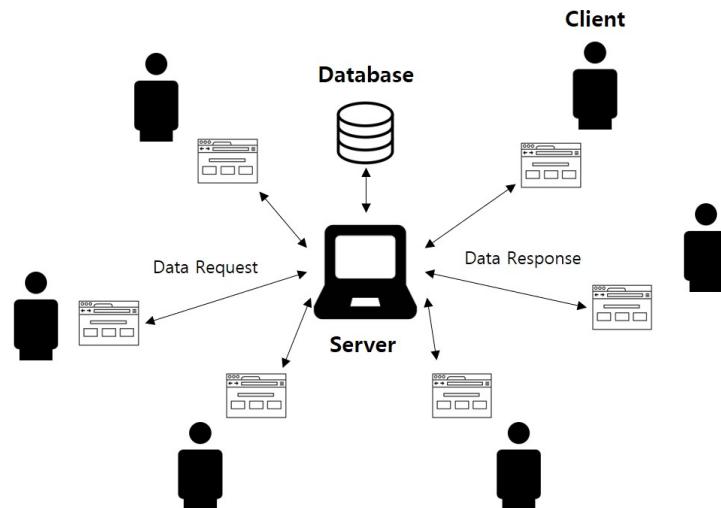 Client
Database
Data Request
Data Response
Server